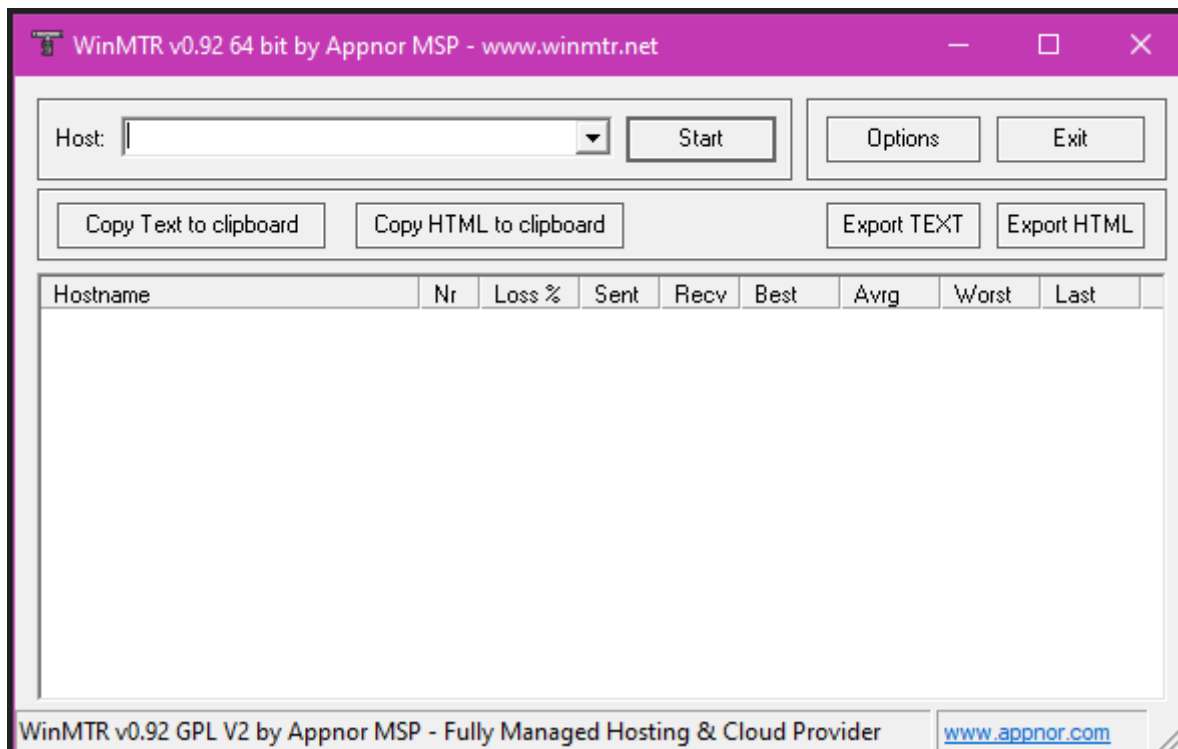 WinMTR v0.92 64 bit by Appnor MSP - www.winmtr.net
Host: Start Options Exit
Copy Text to clipboard Copy HTML to clipboard Export TEXT Export HTML
Hostname Nr Loss % Sent Recv Best Avrg Worst Last
WinMTR v0.92 GPL V2 by Appnor MSP - Fully Managed Hosting & Cloud Provider www.appnor.com